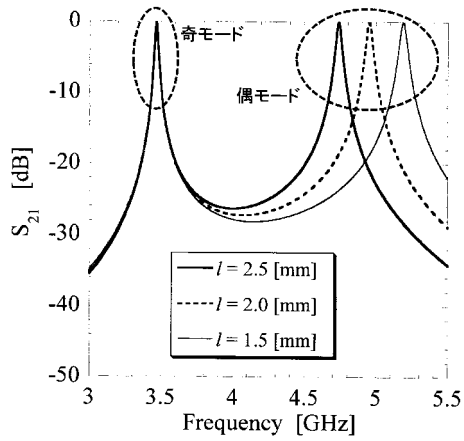 0
-10
-20
-30
-40
-50
S21 [dB]
奇モード
偶モード
l = 2.5 [mm]
l = 2.0 [mm]
l = 1.5 [mm]
3 3.5 4 4.5 5 5.5
Frequency [GHz]